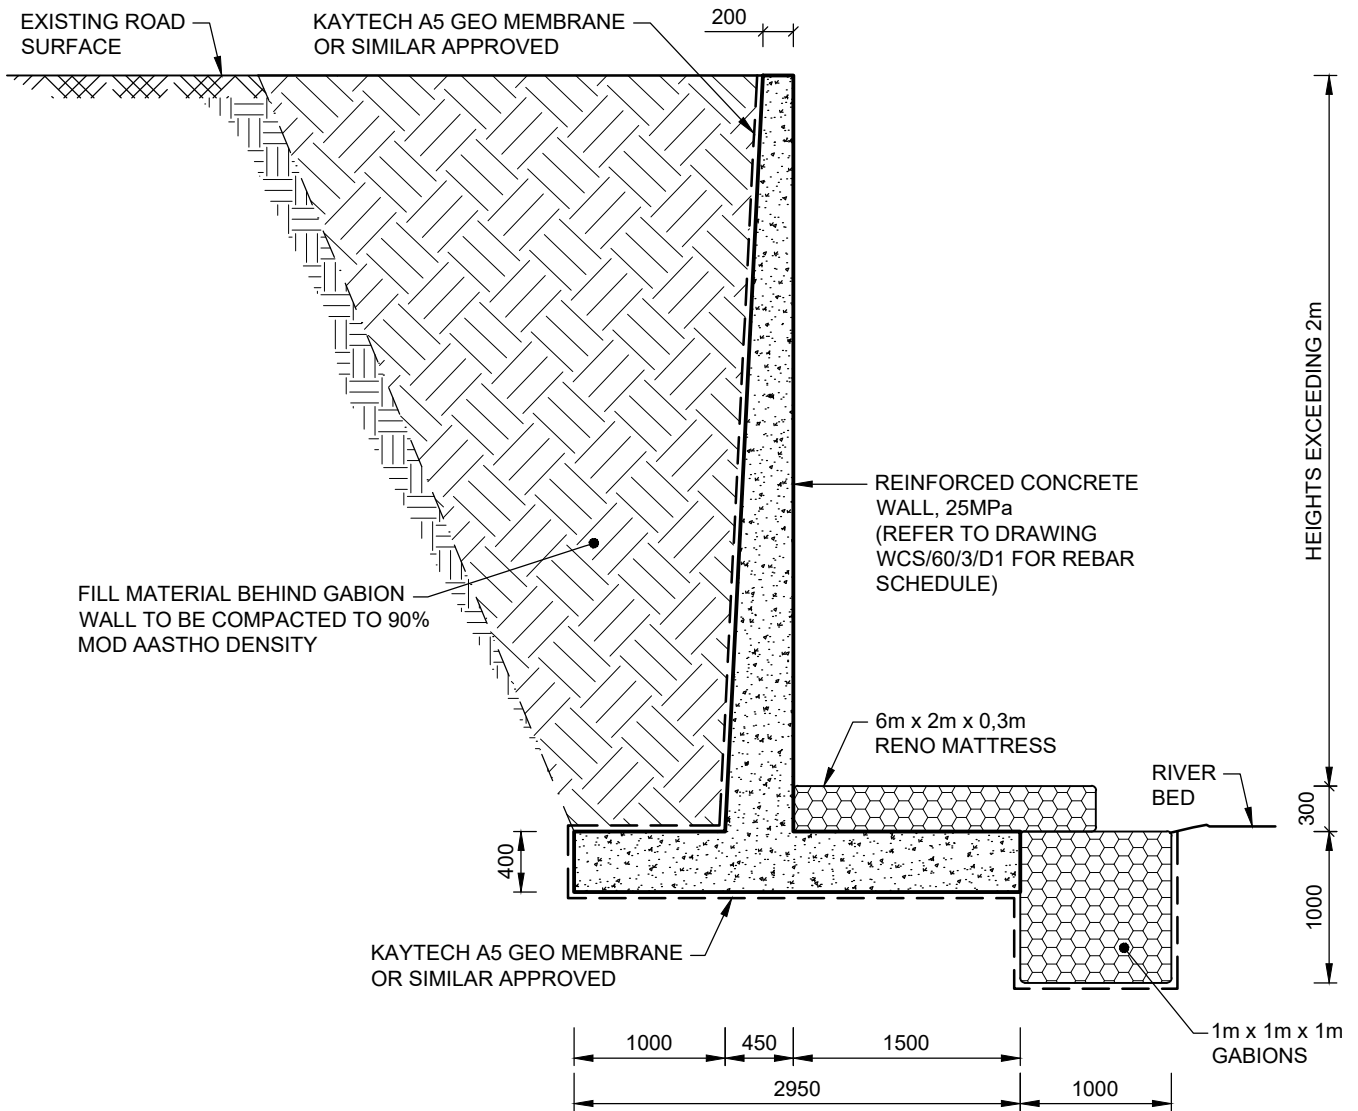 EXISTING ROAD
SURFACE
KAYTECH A5 GEO MEMBRANE
OR SIMILAR APPROVED
200
HEIGHTS EXCEEDING 2m
REINFORCED CONCRETE
WALL, 25MPa
(REFER TO DRAWING
WCS/60/3/D1 FOR REBAR
SCHEDULE)
FILL MATERIAL BEHIND GABION
WALL TO BE COMPACTED TO 90%
MOD AASTHO DENSITY
6m x 2m x 0,3m
RENO MATTRESS
RIVER
BED
300
400
1000
KAYTECH A5 GEO MEMBRANE
OR SIMILAR APPROVED
1m x 1m x 1m
GABIONS
1000
450
1500
2950
1000